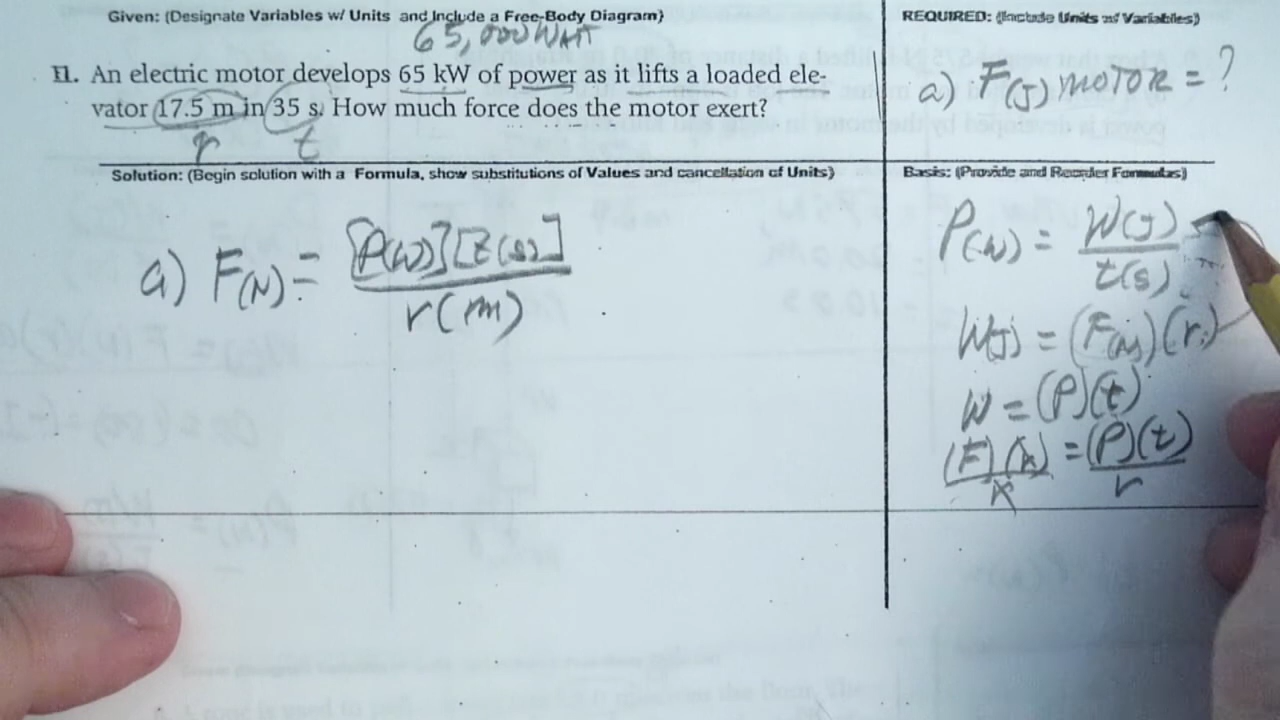 Given: (Designate Variables w/ Units and Include a Free-Body Diagram)
REQUIRED: (Include Units w/ Variables)
65,000 WATT
11. An electric motor develops 65 kW of power as it lifts a loaded ele-
vator 17.5 m in 35 s. How much force does the motor exert?
r t
a) F(J) MOTOR = ?
Solution: (Begin solution with a Formula, show substitutions of Values and cancellation of Units)
Basis: (Provide and Reorder Formulas)
a) F(N) = [P(W)][t(s)] / r(m)
P(W) = W(J) / t(s)
W(J) = (F(N))(r)
W = (P)(t)
(F)(r) / r = (P)(t) / r